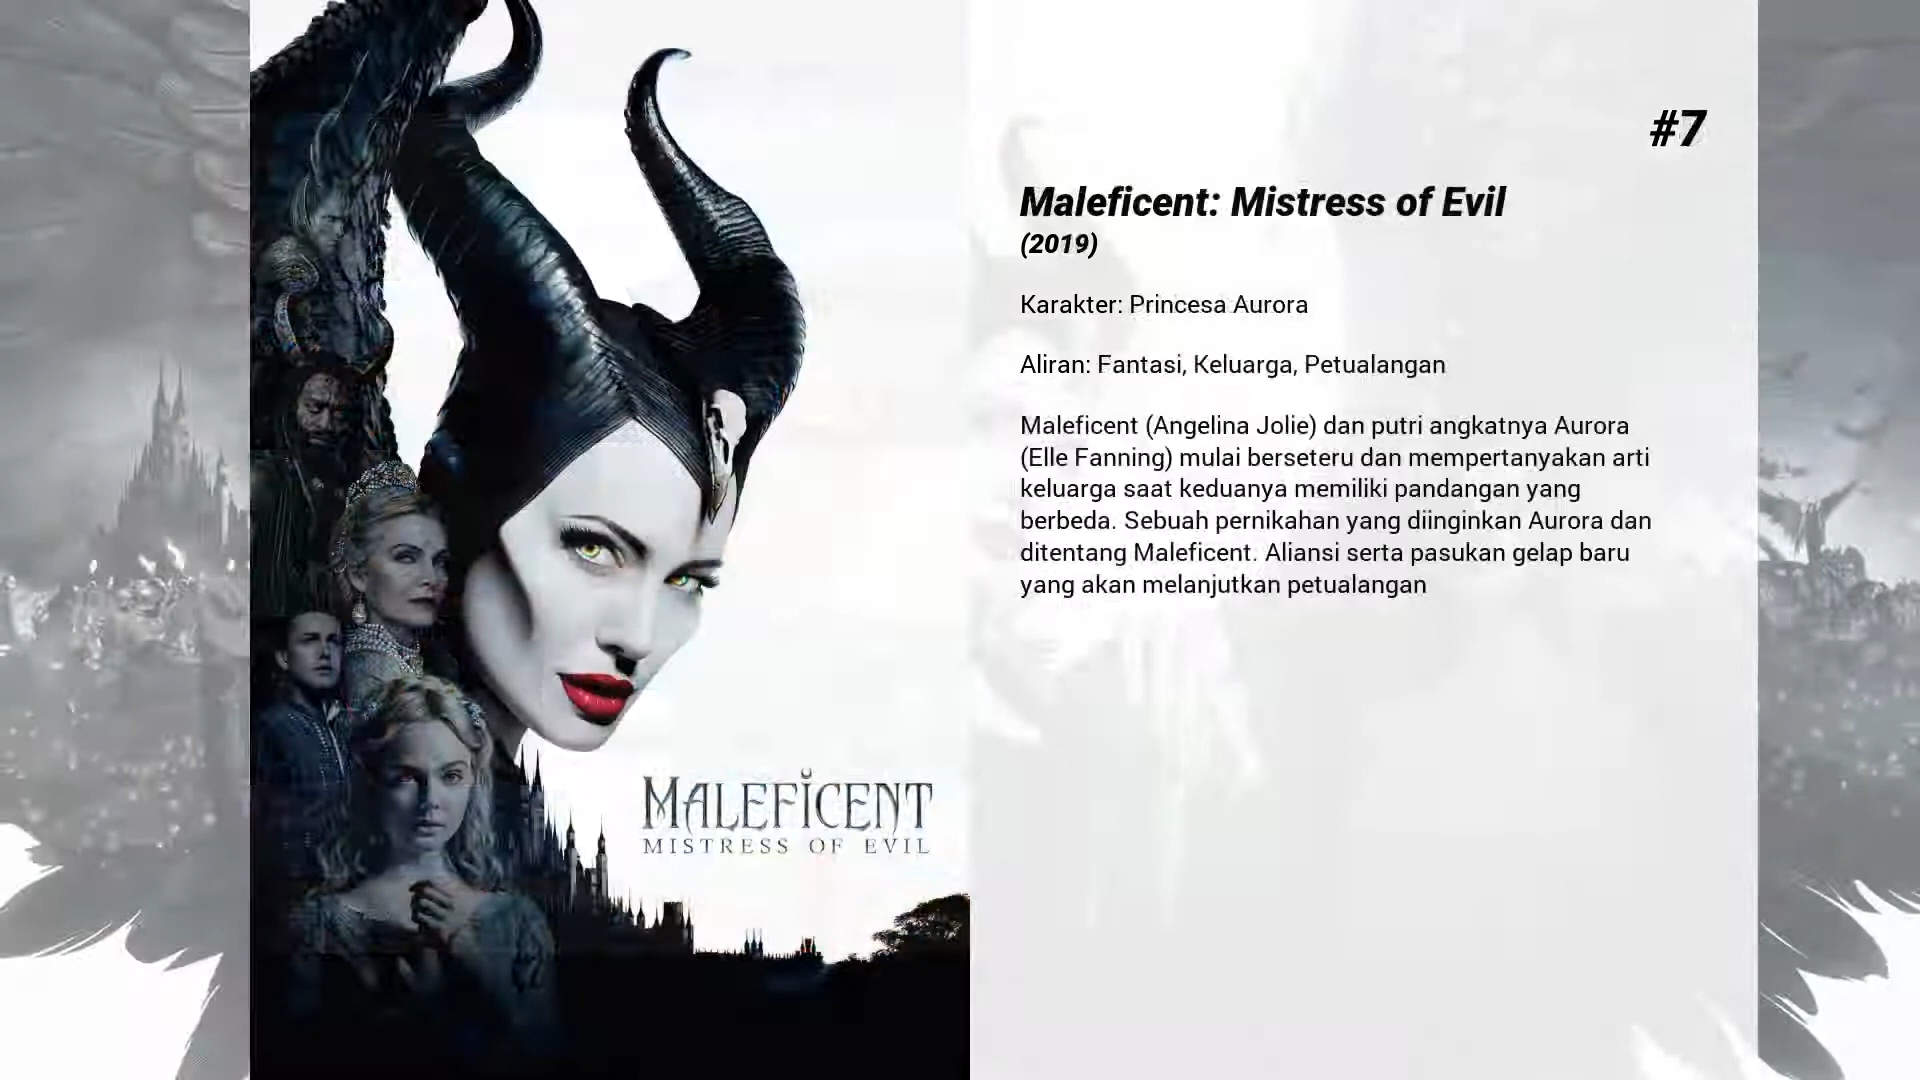 #7
Maleficent: Mistress of Evil
(2019)
Karakter: Princesa Aurora
Aliran: Fantasi, Keluarga, Petualangan
Maleficent (Angelina Jolie) dan putri angkatnya Aurora
(Elle Fanning) mulai berseteru dan mempertanyakan arti
keluarga saat keduanya memiliki pandangan yang
berbeda. Sebuah pernikahan yang diinginkan Aurora dan
ditentang Maleficent. Aliansi serta pasukan gelap baru
yang akan melanjutkan petualangan
MALEFICENT
MISTRESS OF EVIL